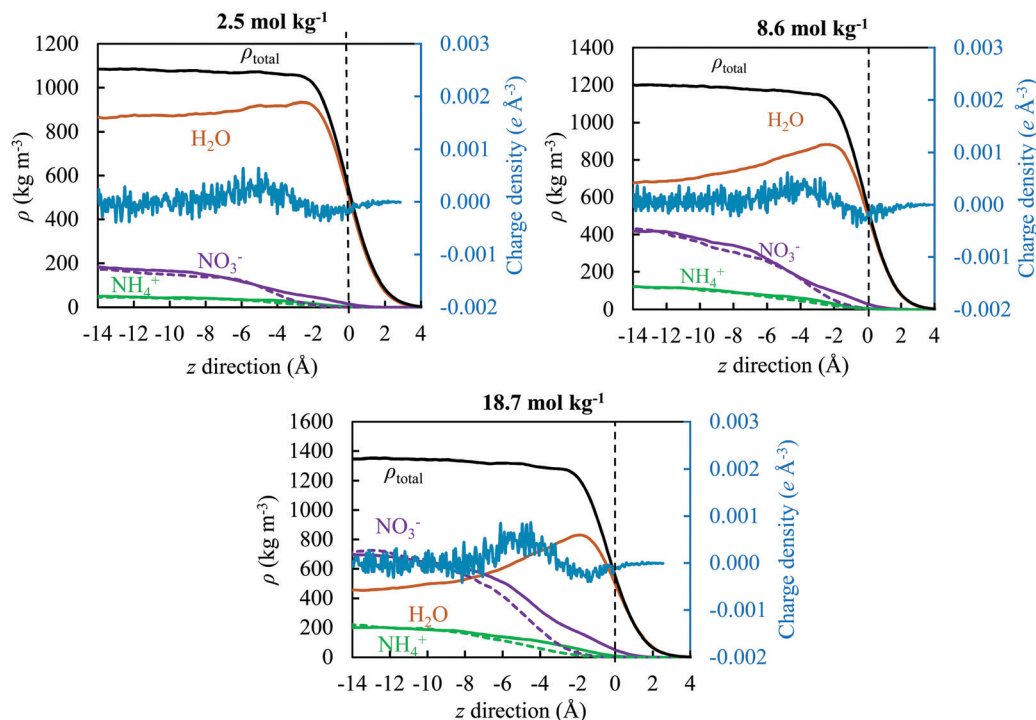 2.5 mol kg⁻¹
1200
1000
800
600
400
200
0
ρ (kg m⁻³)
ρtotal
H₂O
NO₃⁻
NH₄⁺
0.003
0.002
0.001
0.000
-0.001
-0.002
Charge density (e Å⁻³)
-14 -12 -10 -8 -6 -4 -2 0 2 4
z direction (Å)
8.6 mol kg⁻¹
1400
1200
1000
800
600
400
200
0
ρ (kg m⁻³)
ρtotal
H₂O
NO₃⁻
NH₄⁺
0.003
0.002
0.001
0.000
-0.001
-0.002
Charge density (e Å⁻³)
-14 -12 -10 -8 -6 -4 -2 0 2 4
z direction (Å)
18.7 mol kg⁻¹
1600
1400
1200
1000
800
600
400
200
0
ρ (kg m⁻³)
ρtotal
NO₃⁻
H₂O
NH₄⁺
0.003
0.002
0.001
0.000
-0.001
-0.002
Charge density (e Å⁻³)
-14 -12 -10 -8 -6 -4 -2 0 2 4
z direction (Å)